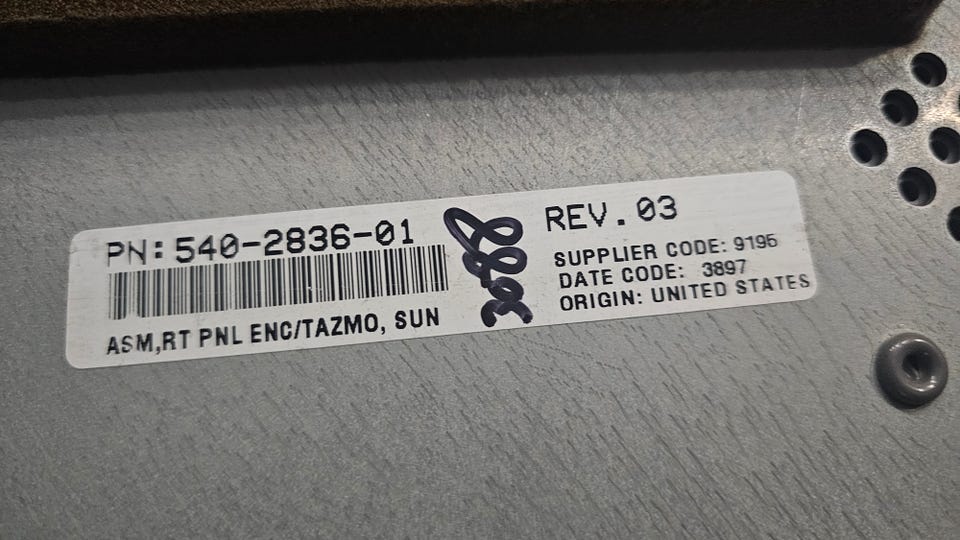 PN: 540-2836-01
ASM,RT PNL ENC/TAZMO, SUN
REV. 03
SUPPLIER CODE: 9195
DATE CODE: 3897
ORIGIN: UNITED STATES